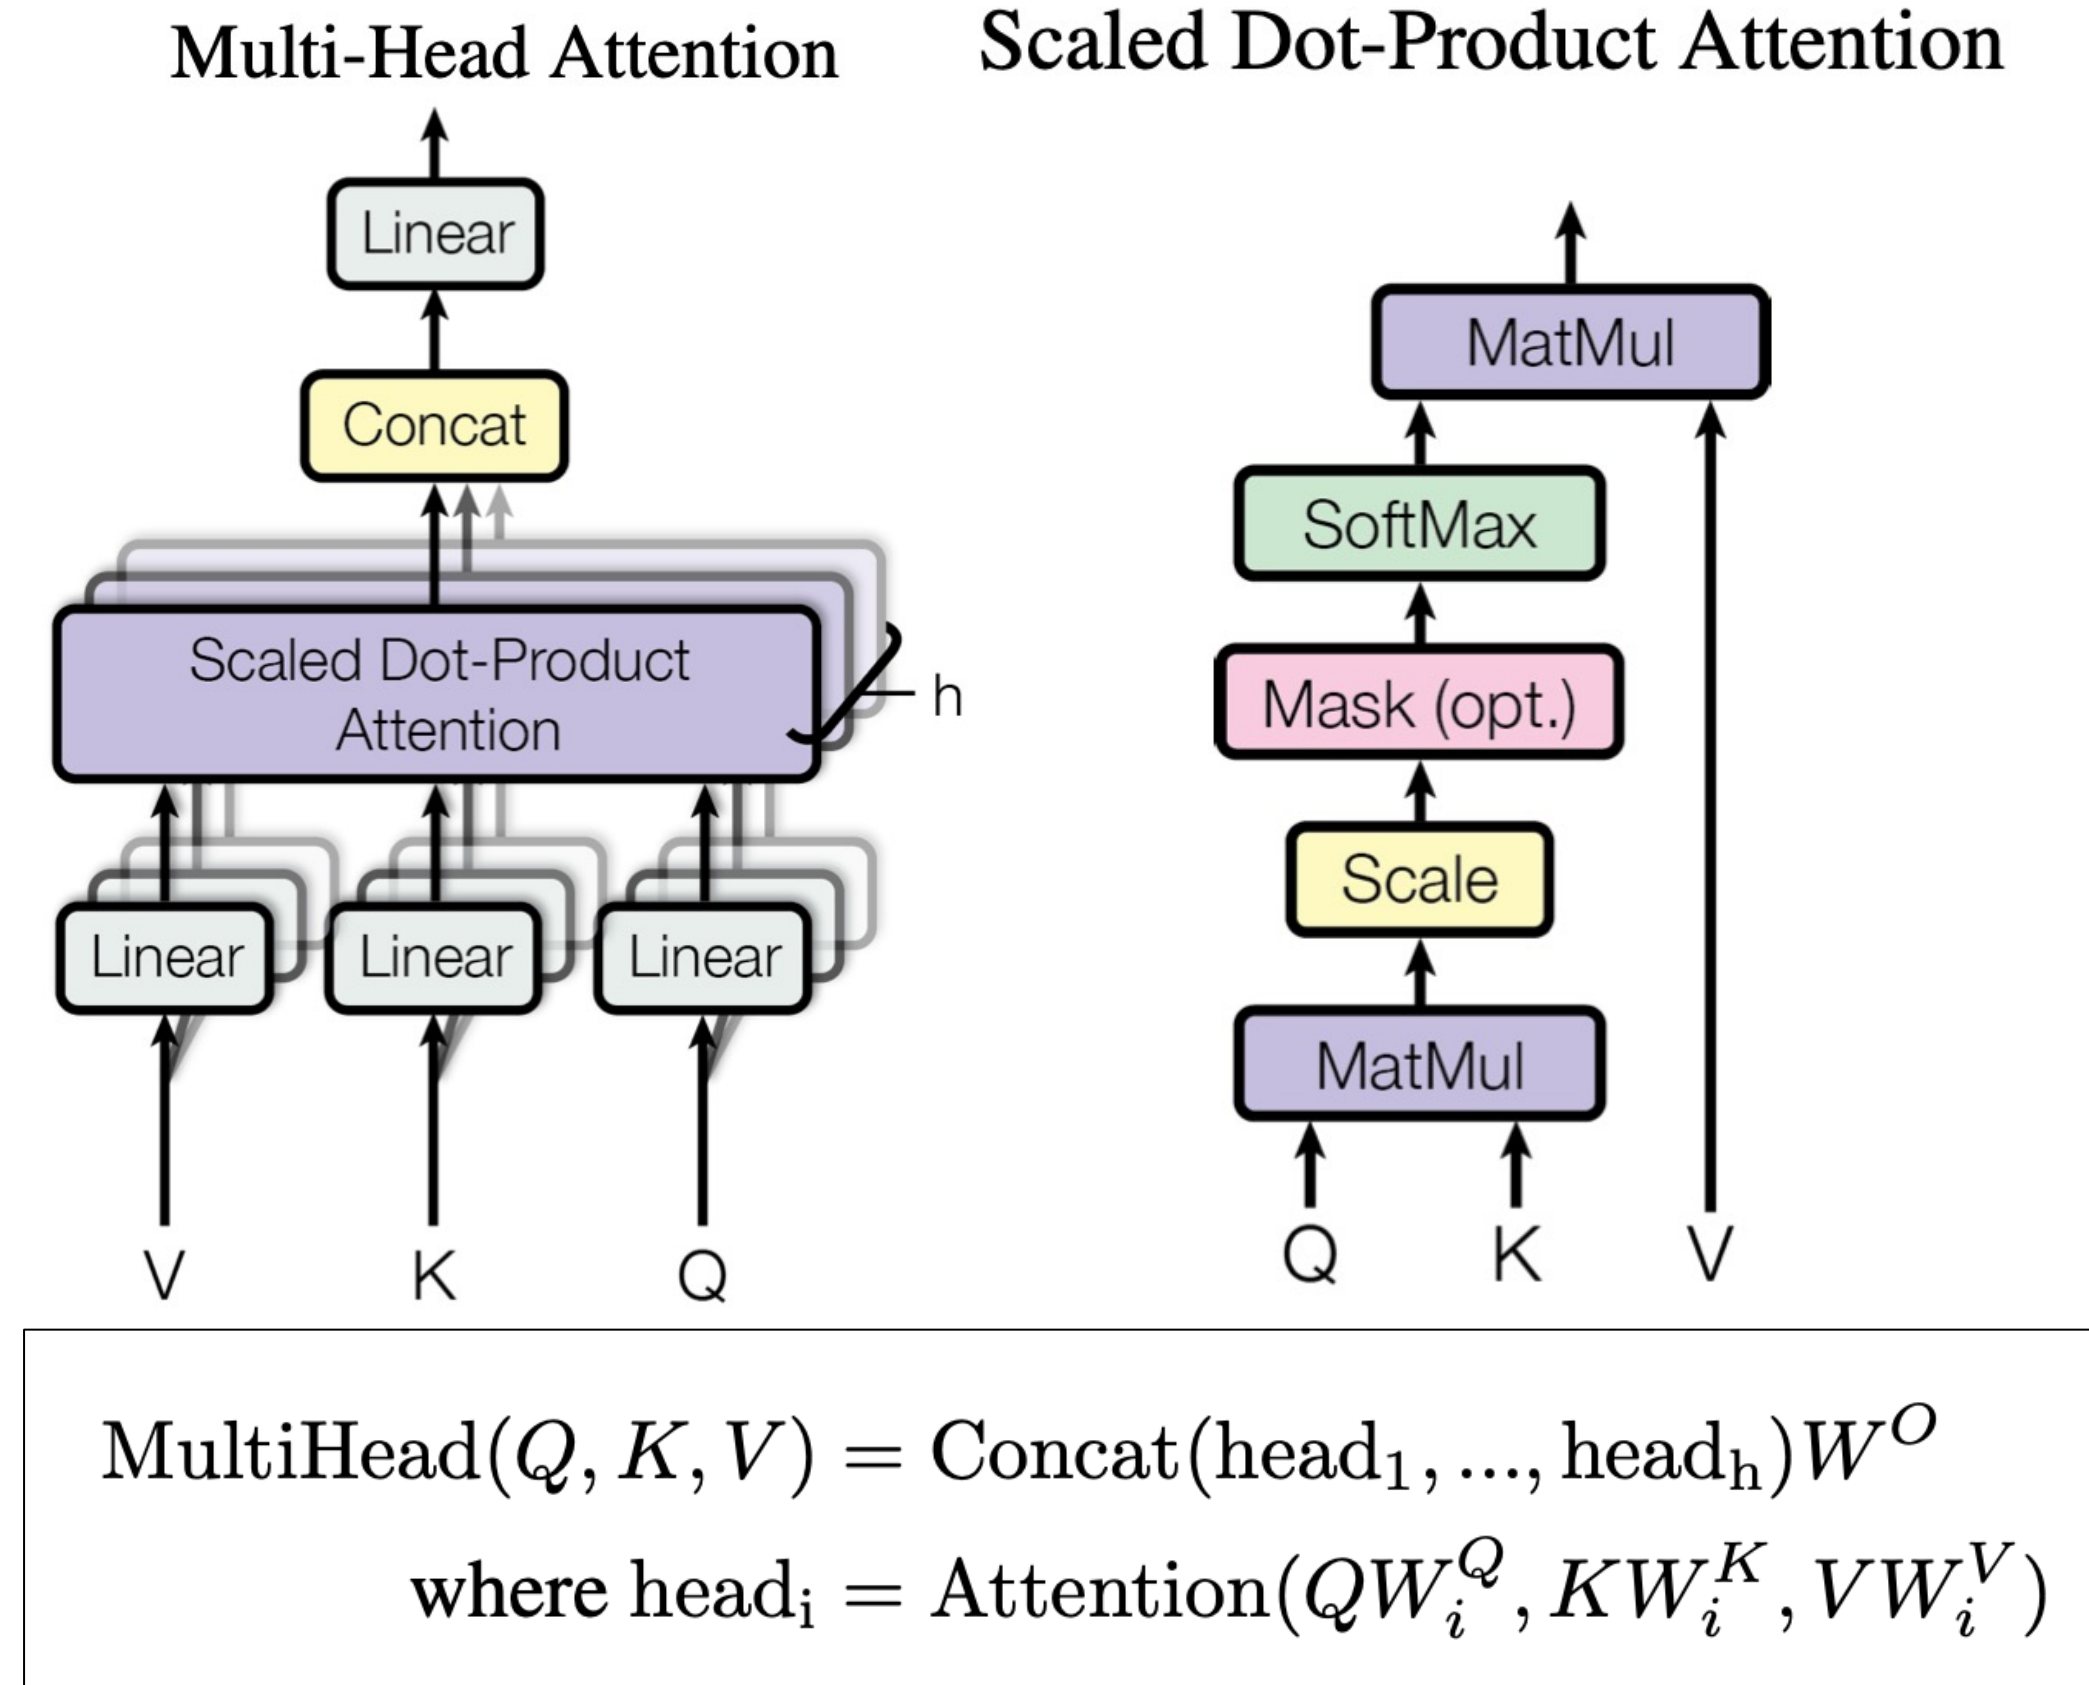 Multi-Head Attention
Linear
Concat
Scaled Dot-Product
Attention
h
Linear Linear Linear
V K Q
Scaled Dot-Product Attention
MatMul
SoftMax
Mask (opt.)
Scale
MatMul
Q K V
MultiHead(Q, K, V) = Concat(head₁, ..., headₕ)Wᴼ
where headᵢ = Attention(QWᵢ^Q, KWᵢ^K, VWᵢ^V)